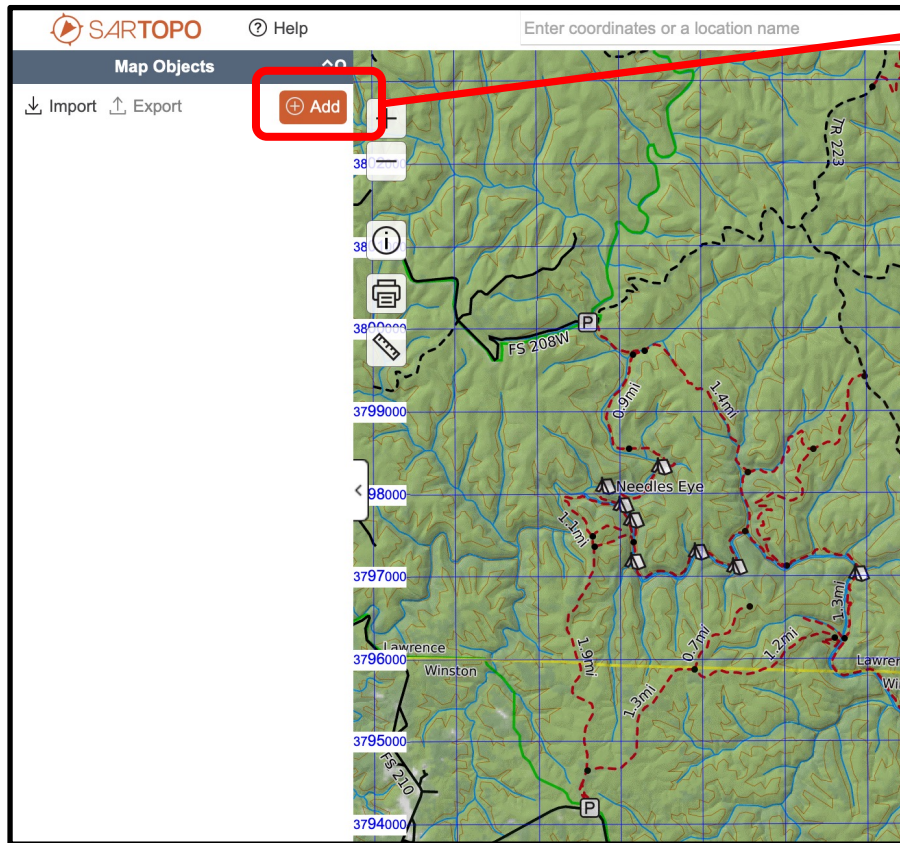 SARTOPO
Help
Enter coordinates or a location name
Map Objects
Import
Export
Add
TR 223
FS 208W
3799000
0.9mi
1.4mi
Needles Eye
1.1mi
3797000
1.3mi
1.9mi
0.7mi
1.2mi
Lawrence
3796000
Winston
1.3mi
3795000
FS 210
3794000
P
P